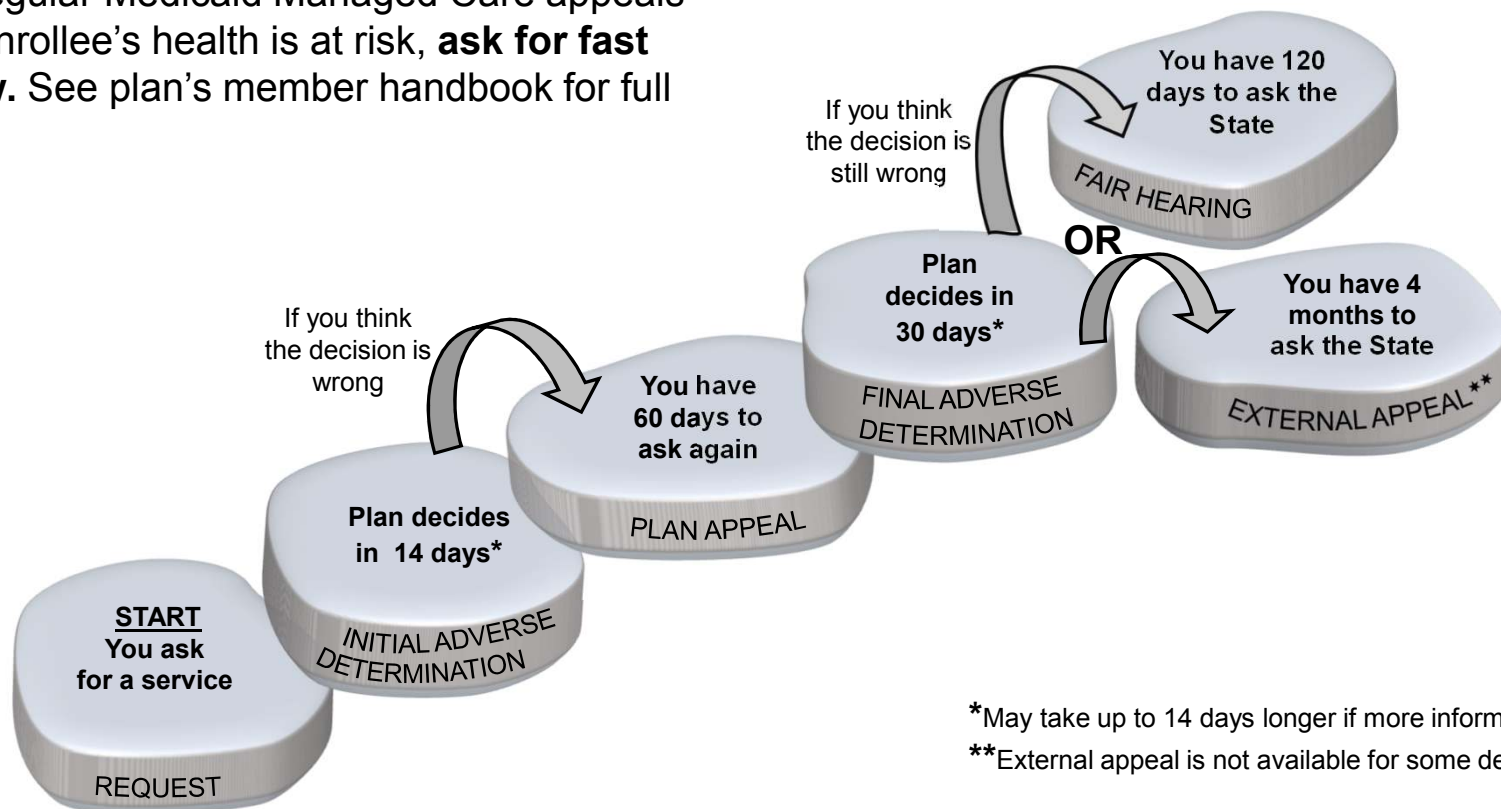 egular Medicaid Managed Care appeals
nrollee's health is at risk, ask for fast
y. See plan's member handbook for full
START
You ask
for a service
REQUEST
Plan decides
in 14 days*
INITIAL ADVERSE
DETERMINATION
If you think
the decision is
wrong
You have
60 days to
ask again
PLAN APPEAL
Plan
decides in
30 days*
FINAL ADVERSE
DETERMINATION
If you think
the decision is
still wrong
You have 120
days to ask the
State
FAIR HEARING
OR
You have 4
months to
ask the State
EXTERNAL APPEAL**
*May take up to 14 days longer if more inform
**External appeal is not available for some de